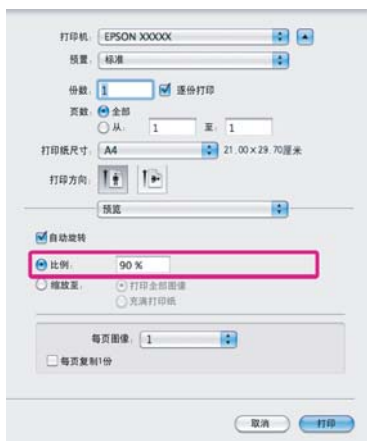 打印机: EPSON XXXXX
预置: 标准
份数: 1 逐份打印
页数: 全部
从: 1 至: 1
打印纸尺寸: A4 21.00×29.70厘米
打印方向:
预览
自动旋转
比例: 90 %
缩放至: 打印全部图像
充满打印纸
每页图像: 1
每页复制1份
取消 打印